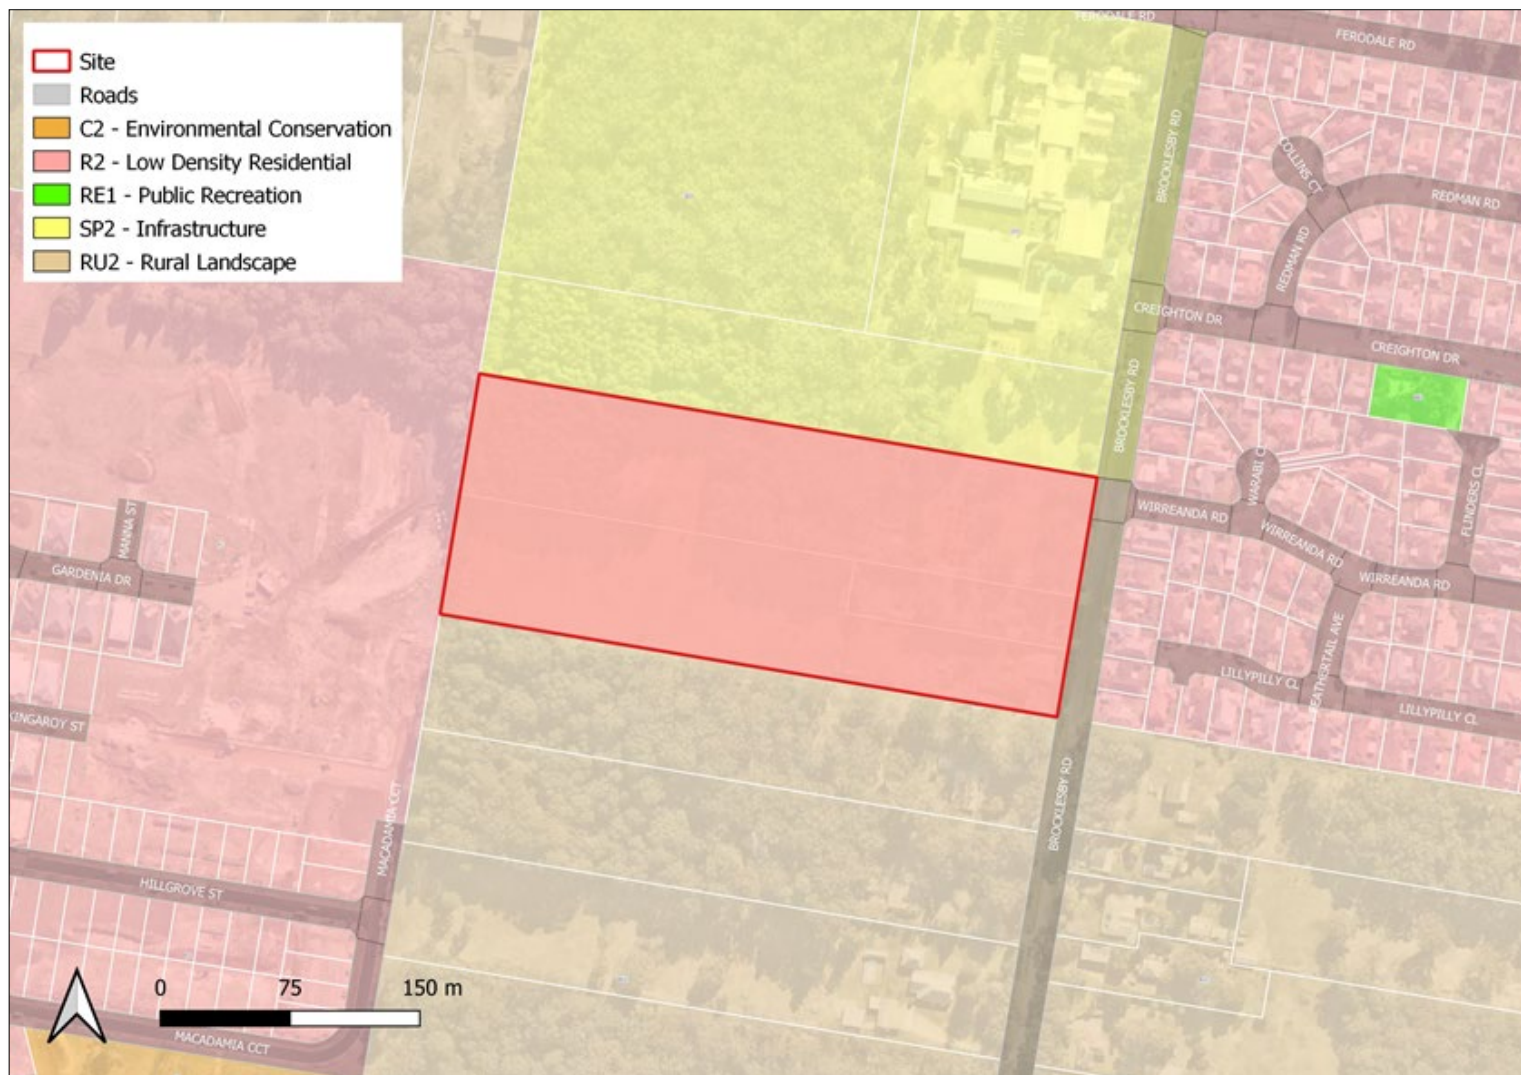 Site
Roads
C2 - Environmental Conservation
R2 - Low Density Residential
RE1 - Public Recreation
SP2 - Infrastructure
RU2 - Rural Landscape
FERODALE RD
FERODALE RD
BROCKLESBY RD
COLLINS CT
REDMAN RD
REDMAN RD
CREIGHTON DR
CREIGHTON DR
BROCKLESBY RD
WARABI CL
FLINDERS CL
WIRREANDA RD
WIRREANDA RD
WIRREANDA RD
MANNA ST
GARDENIA DR
FEATHERTAIL AVE
LILLYPILLY CL
LILLYPILLY CL
KINGAROY ST
BROCKLESBY RD
MACADAMIA CCT
HILLGROVE ST
0 75 150 m
MACADAMIA CCT